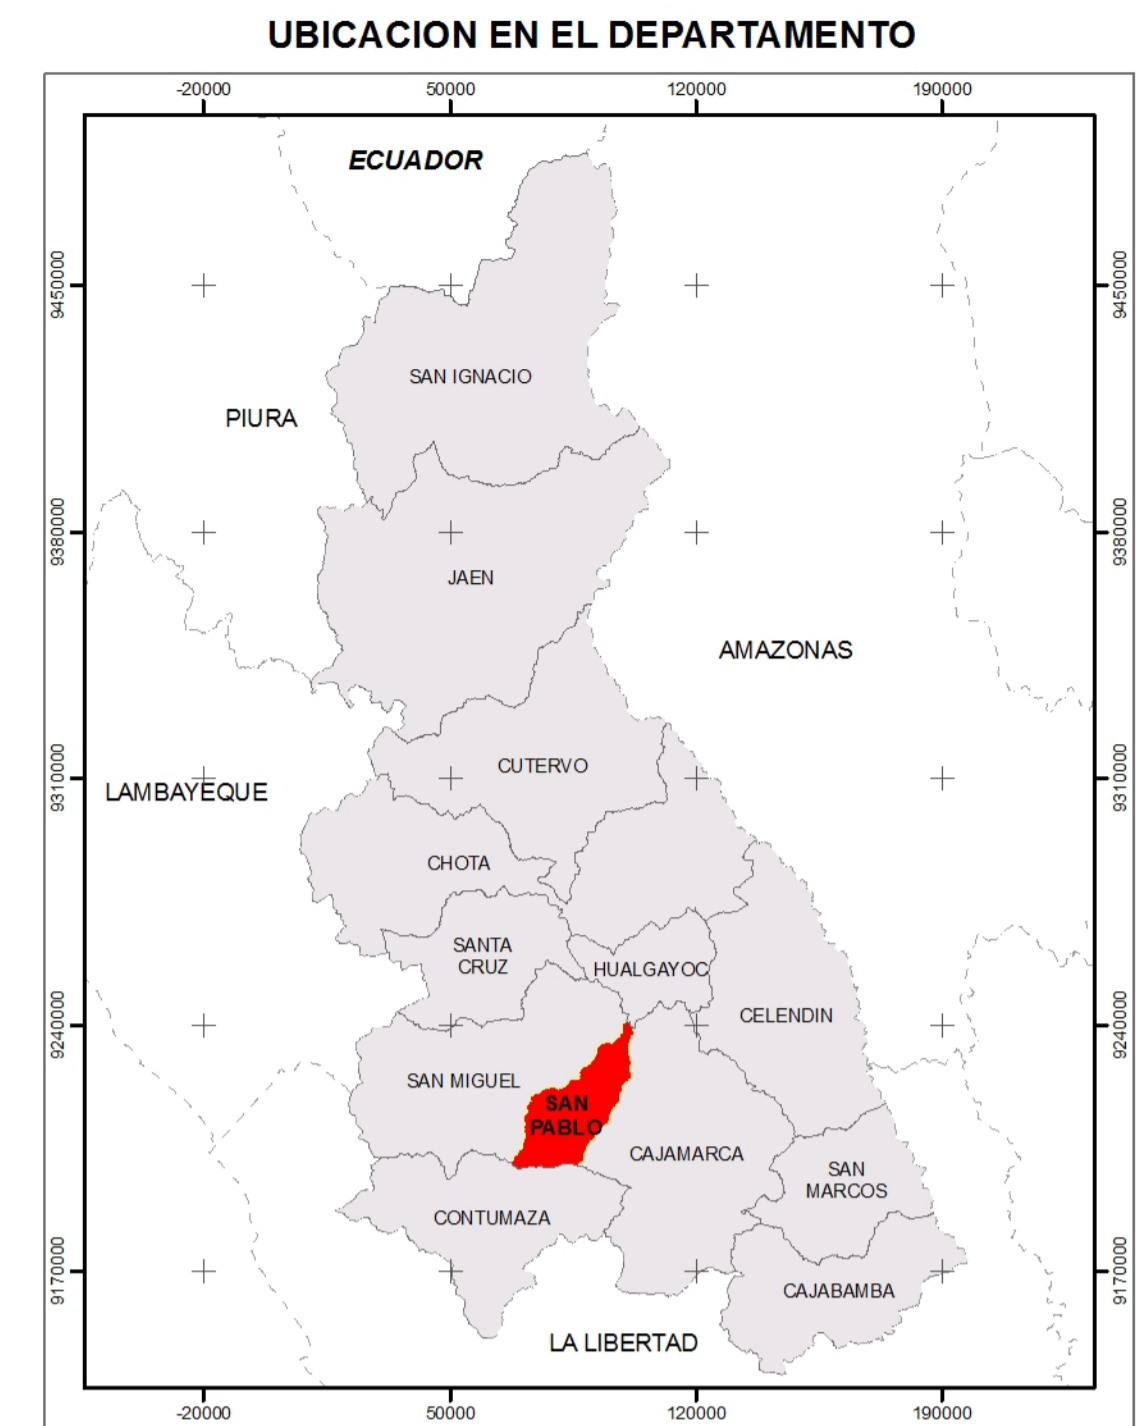 UBICACION EN EL DEPARTAMENTO
-20000 50000 120000 190000
ECUADOR
9450000 9450000
SAN IGNACIO
PIURA
9380000 9380000
JAEN
AMAZONAS
CUTERVO
9310000 9310000
LAMBAYEQUE
CHOTA
SANTA
CRUZ
HUALGAYOC
CELENDIN
9240000 9240000
SAN MIGUEL
SAN
PABLO
CAJAMARCA
SAN
MARCOS
CONTUMAZA
9170000 9170000
CAJABAMBA
LA LIBERTAD
-20000 50000 120000 190000